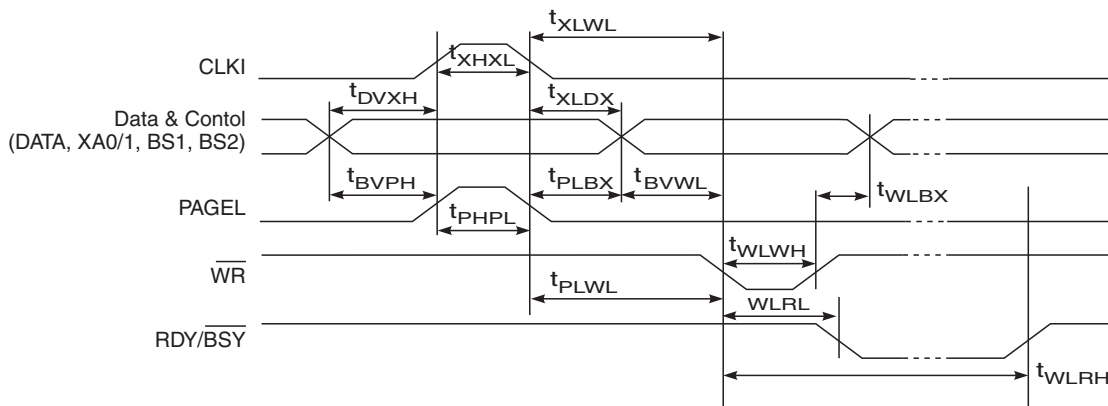 tXLWL
CLKI
tXHXL
tDVXH
tXLDX
Data & Contol
(DATA, XA0/1, BS1, BS2)
tBVPH
tPLBX
tBVWL
tWLBX
PAGEL
tPHPL
tWLWH
WR
tPLWL
WLRL
RDY/BSY
tWLRH